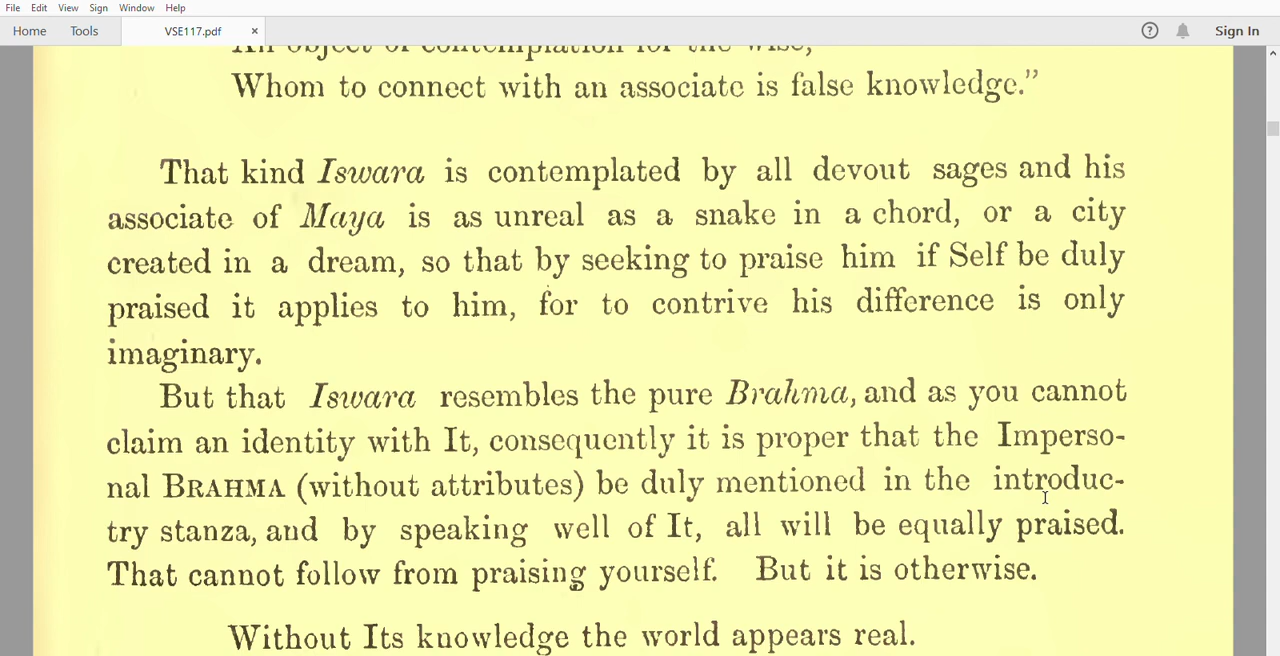 File Edit View Sign Window Help
Home Tools VSE117.pdf × Sign In
An object of contemplation for the wise,
Whom to connect with an associate is false knowledge.”
That kind Iswara is contemplated by all devout sages and his
associate of Maya is as unreal as a snake in a chord, or a city
created in a dream, so that by seeking to praise him if Self be duly
praised it applies to him, for to contrive his difference is only
imaginary.
But that Iswara resembles the pure Brahma, and as you cannot
claim an identity with It, consequently it is proper that the Imperso-
nal BRAHMA (without attributes) be duly mentioned in the introduc-
try stanza, and by speaking well of It, all will be equally praised.
That cannot follow from praising yourself. But it is otherwise.
Without Its knowledge the world appears real.